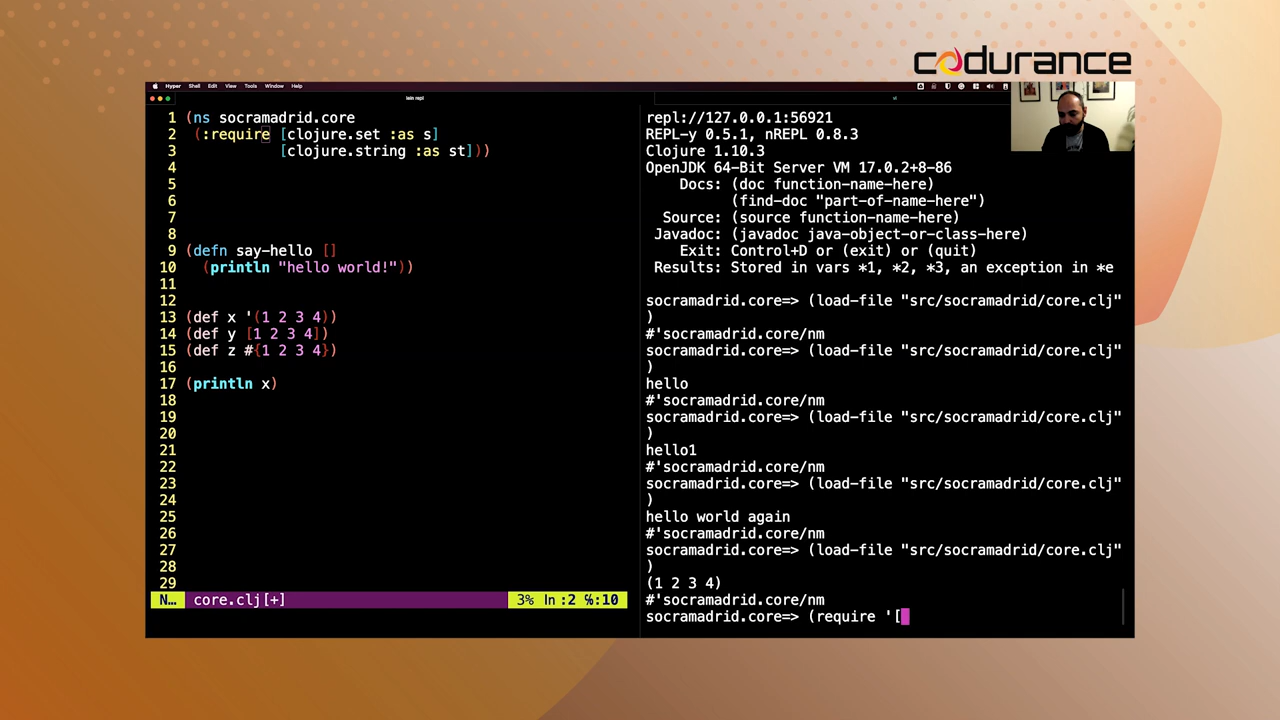 codurance
Hyper Shell Edit View Tools Window Help
lein repl
1 (ns socramadrid.core
2 (:require [clojure.set :as s]
3 [clojure.string :as st]))
4
5
6
7
8
9 (defn say-hello []
10 (println "hello world!"))
11
12
13 (def x '(1 2 3 4))
14 (def y [1 2 3 4])
15 (def z #{1 2 3 4})
16
17 (println x)
18
19
20
21
22
23
24
25
26
27
28
29
N... core.clj[+] 3% ln :2 ℅:10
repl://127.0.0.1:56921
REPL-y 0.5.1, nREPL 0.8.3
Clojure 1.10.3
OpenJDK 64-Bit Server VM 17.0.2+8-86
Docs: (doc function-name-here)
(find-doc "part-of-name-here")
Source: (source function-name-here)
Javadoc: (javadoc java-object-or-class-here)
Exit: Control+D or (exit) or (quit)
Results: Stored in vars *1, *2, *3, an exception in *e
socramadrid.core=> (load-file "src/socramadrid/core.clj"
)
#'socramadrid.core/nm
socramadrid.core=> (load-file "src/socramadrid/core.clj"
)
hello
#'socramadrid.core/nm
socramadrid.core=> (load-file "src/socramadrid/core.clj"
)
hello1
#'socramadrid.core/nm
socramadrid.core=> (load-file "src/socramadrid/core.clj"
)
hello world again
#'socramadrid.core/nm
socramadrid.core=> (load-file "src/socramadrid/core.clj"
)
(1 2 3 4)
#'socramadrid.core/nm
socramadrid.core=> (require '[